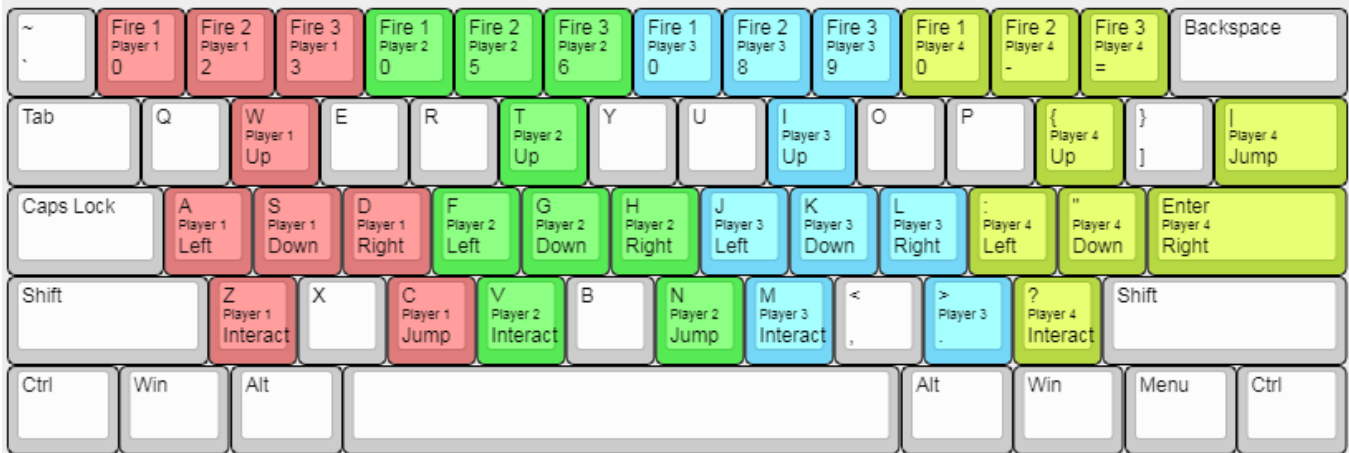 ~
`
Fire 1
Player 1
0
Fire 2
Player 1
2
Fire 3
Player 1
3
Fire 1
Player 2
0
Fire 2
Player 2
5
Fire 3
Player 2
6
Fire 1
Player 3
0
Fire 2
Player 3
8
Fire 3
Player 3
9
Fire 1
Player 4
0
Fire 2
Player 4
-
Fire 3
Player 4
=
Backspace
Tab
Q
W
Player 1
Up
E
R
T
Player 2
Up
Y
U
I
Player 3
Up
O
P
{
Player 4
Up
}
]
|
Player 4
Jump
Caps Lock
A
Player 1
Left
S
Player 1
Down
D
Player 1
Right
F
Player 2
Left
G
Player 2
Down
H
Player 2
Right
J
Player 3
Left
K
Player 3
Down
L
Player 3
Right
:
Player 4
Left
"
Player 4
Down
Enter
Player 4
Right
Shift
Z
Player 1
Interact
X
C
Player 1
Jump
V
Player 2
Interact
B
N
Player 2
Jump
M
Player 3
Interact
<
,
>
Player 3
.
?
Player 4
Interact
Shift
Ctrl
Win
Alt
Alt
Win
Menu
Ctrl